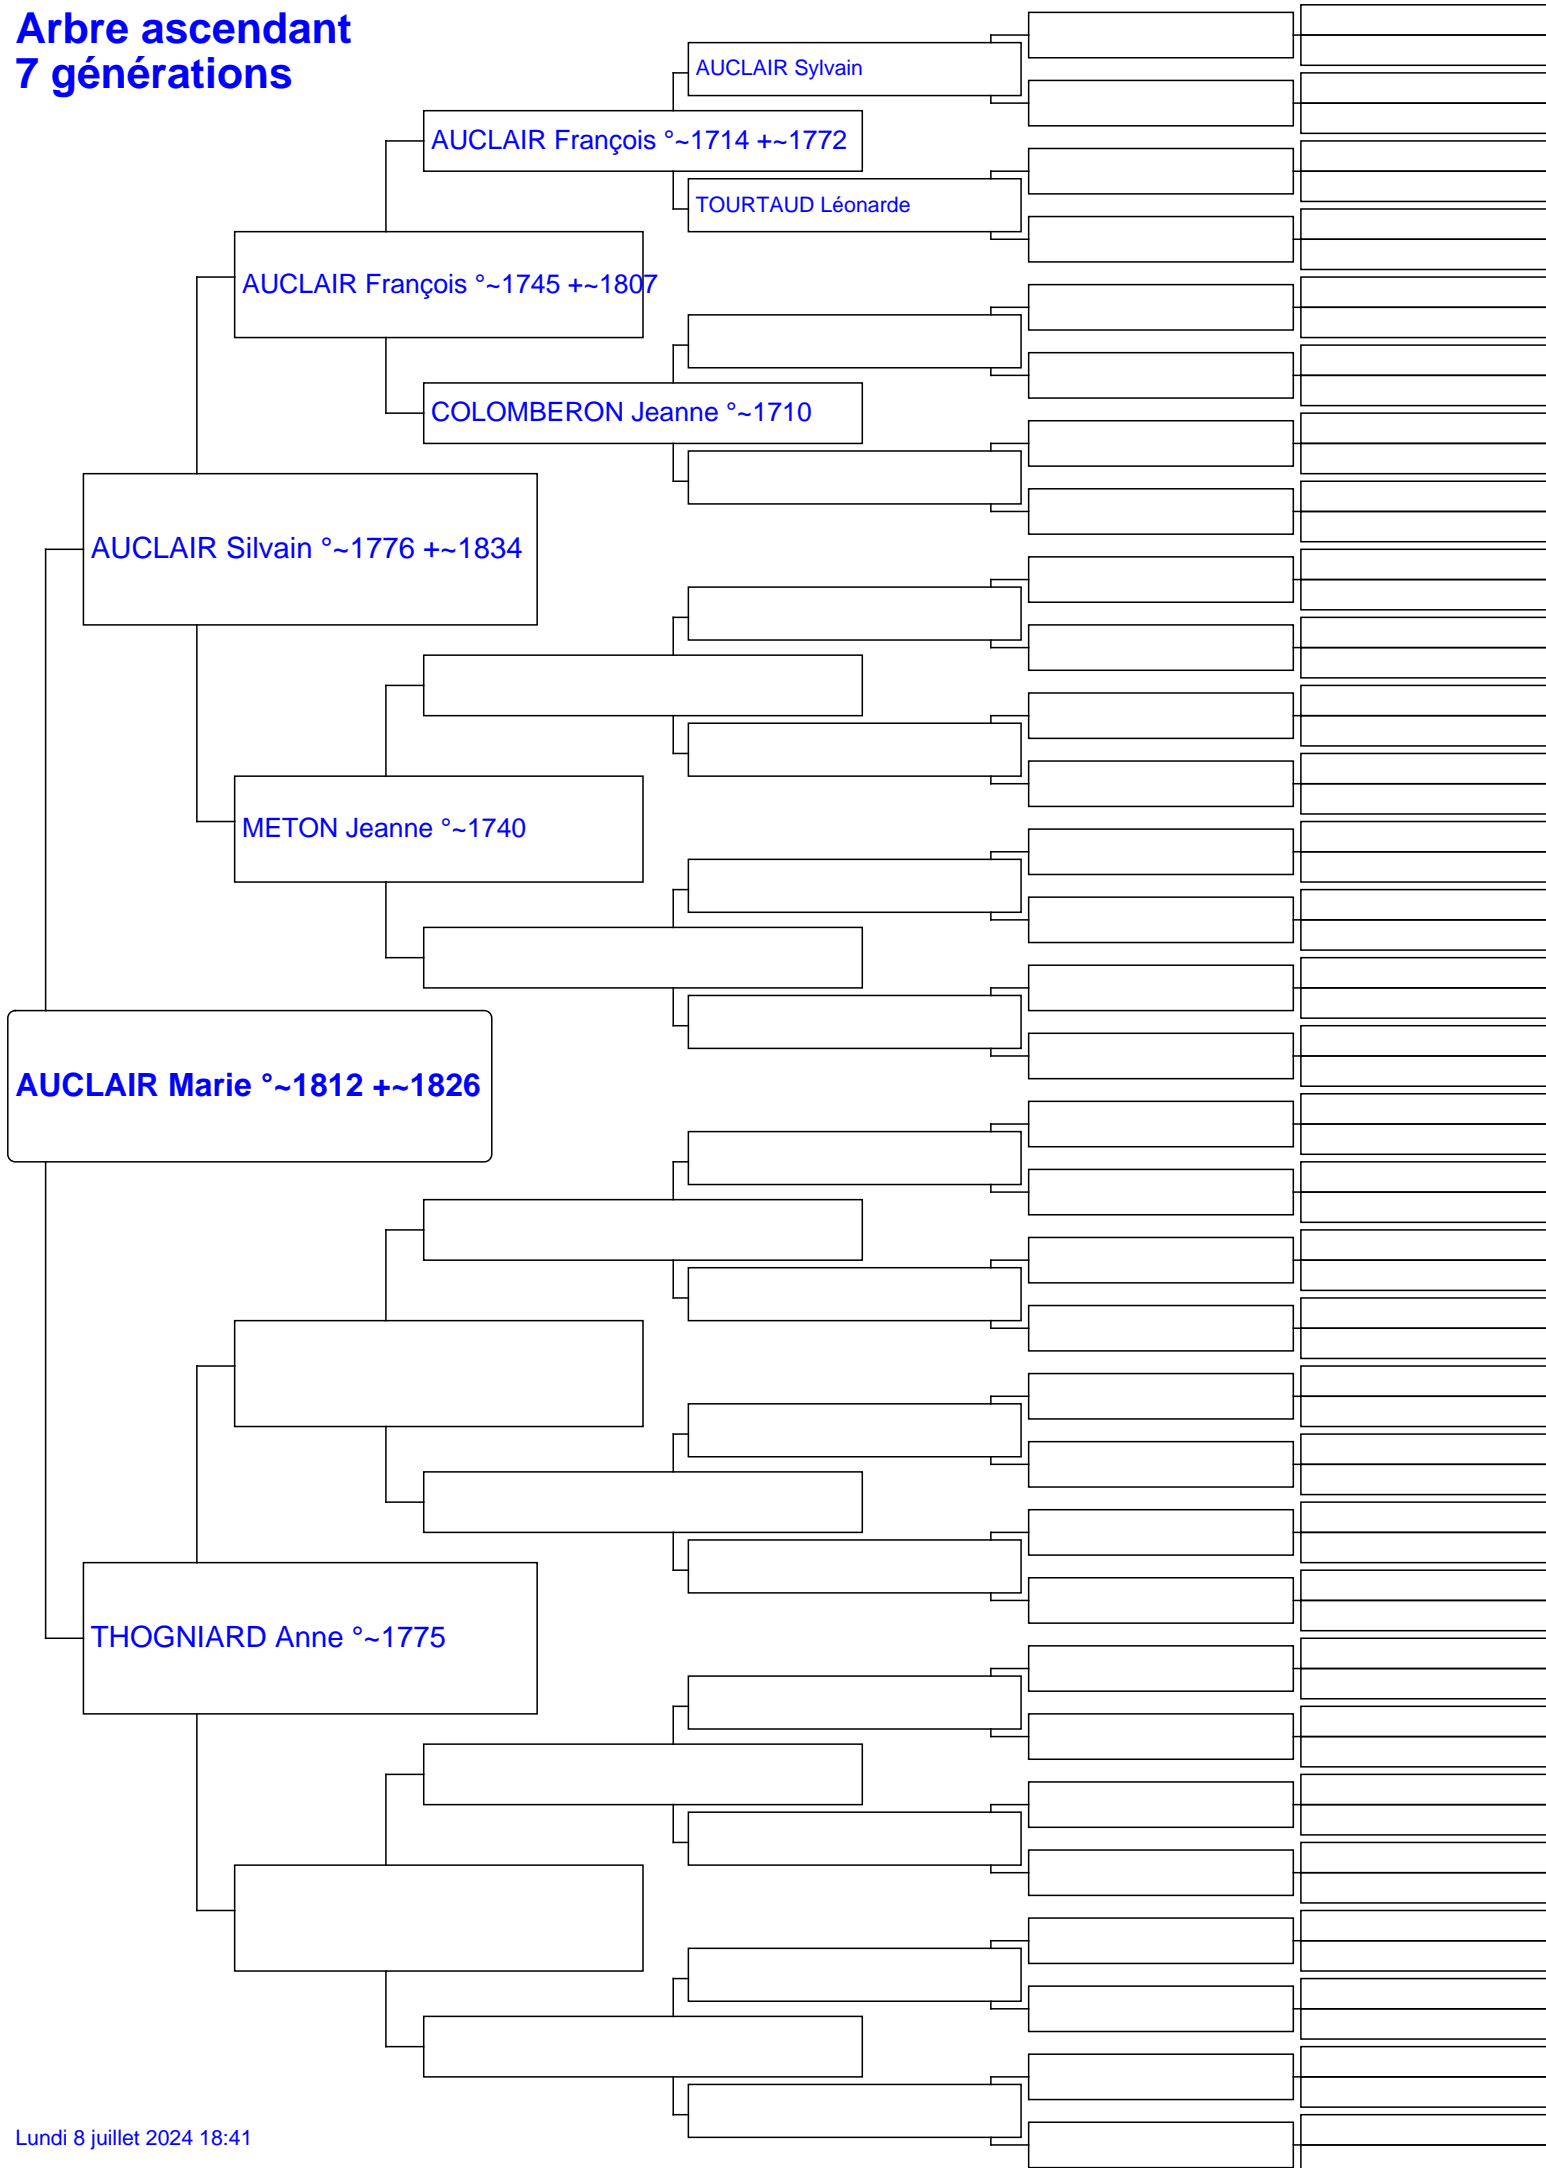 Arbre ascendant
7 générations
AUCLAIR Sylvain
AUCLAIR François °~1714 +~1772
TOURTAUD Léonarde
AUCLAIR François °~1745 +~1807
COLOMBERON Jeanne °~1710
AUCLAIR Silvain °~1776 +~1834
METON Jeanne °~1740
AUCLAIR Marie °~1812 +~1826
THOGNIARD Anne °~1775
Lundi 8 juillet 2024 18:41